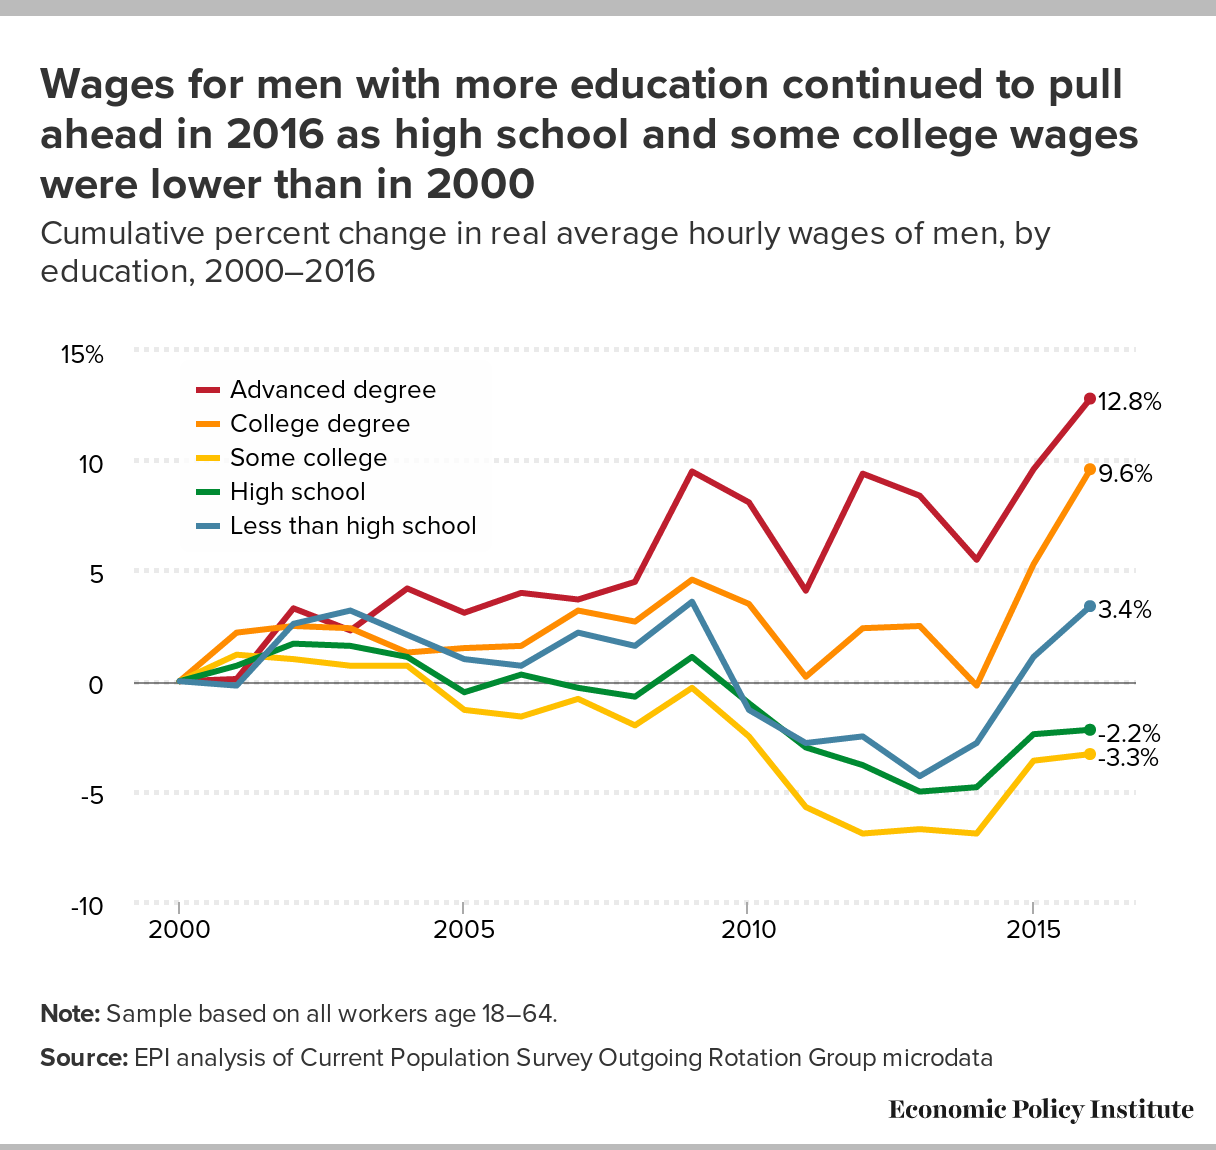 Wages for men with more education continued to pull
ahead in 2016 as high school and some college wages
were lower than in 2000
Cumulative percent change in real average hourly wages of men, by
education, 2000–2016
15%
Advanced degree
12.8%
College degree
Some college
10
9.6%
High school
Less than high school
5
3.4%
0
-2.2%
-3.3%
-5
-10
2000 2005 2010 2015
Note: Sample based on all workers age 18–64.
Source: EPI analysis of Current Population Survey Outgoing Rotation Group microdata
Economic Policy Institute